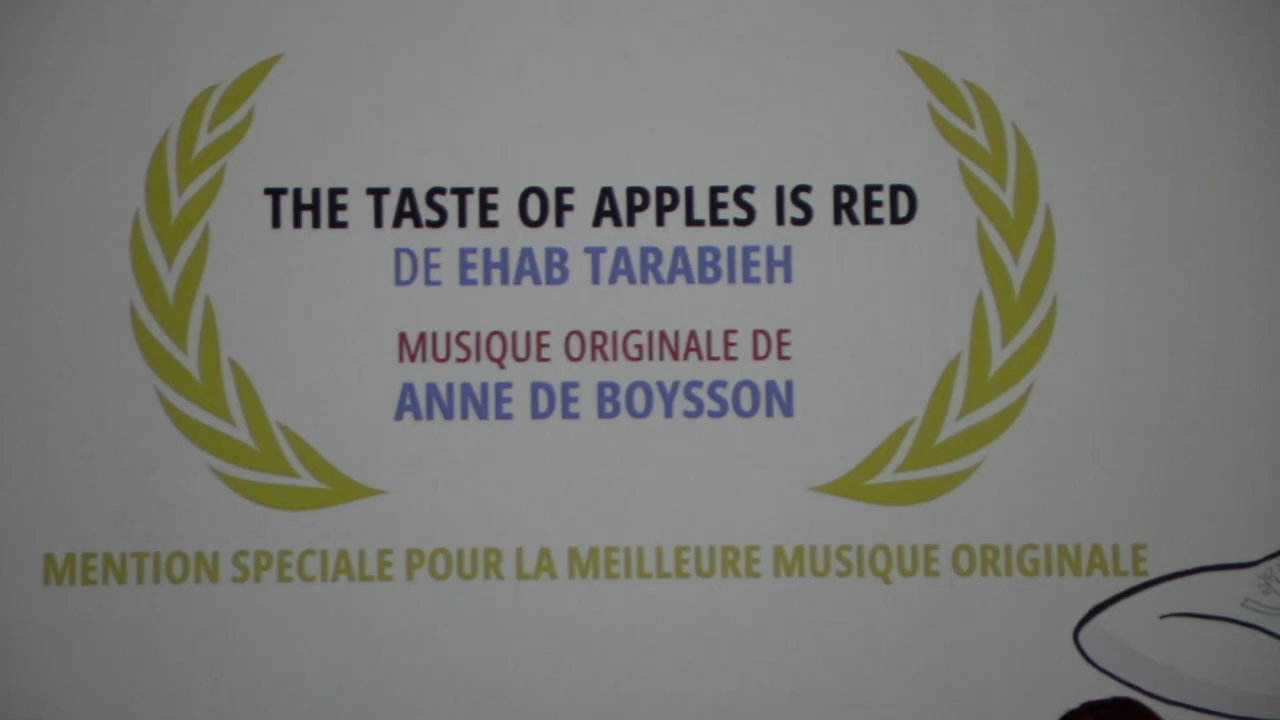 THE TASTE OF APPLES IS RED
DE EHAB TARABIEH
MUSIQUE ORIGINALE DE
ANNE DE BOYSSON
MENTION SPECIALE POUR LA MEILLEURE MUSIQUE ORIGINALE